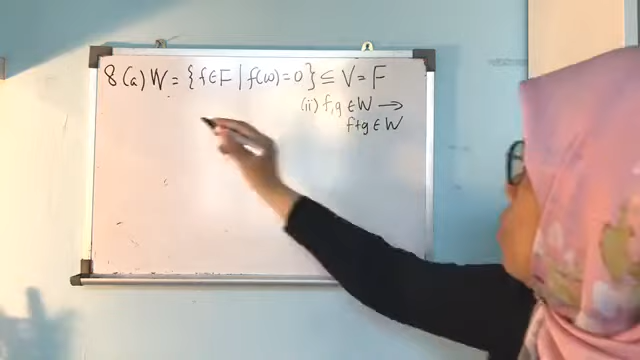 8 (a) W = { f ∈ F | f(w) = 0 } ≤ V = F
(ii) f, g ∈ W →
f+g ∈ W